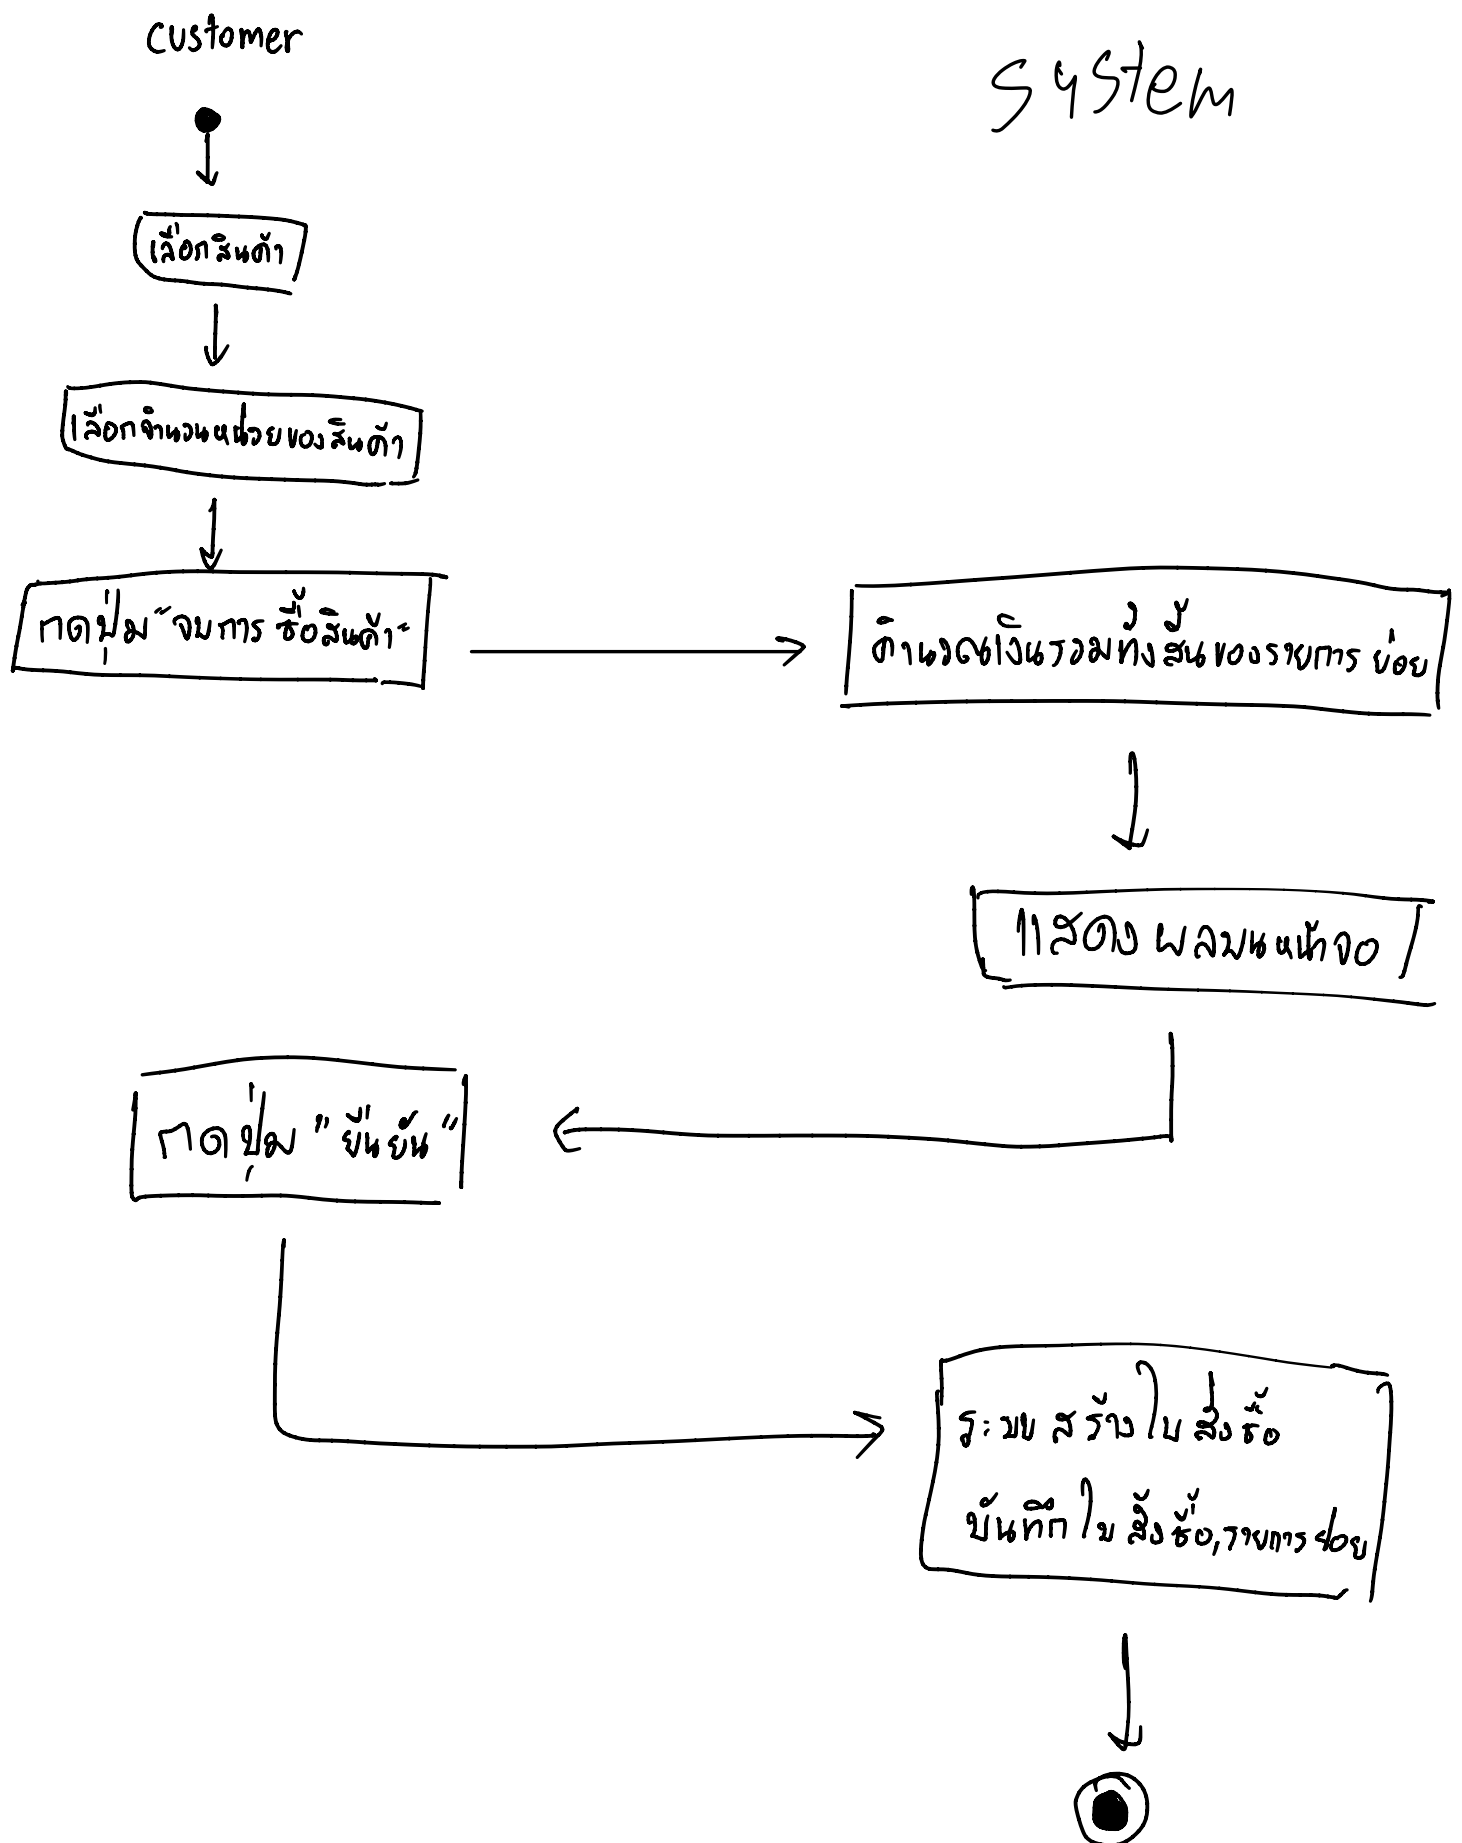 customer
system
เลือกสินค้า
เลือกจำนวนหน่วยของสินค้า
กดปุ่ม "จบการซื้อสินค้า"
คำนวณเงินรวมทั้งสิ้นของรายการย่อย
แสดงผลบนหน้าจอ
กดปุ่ม "ยืนยัน"
ระบบสร้างใบสั่งซื้อ
บันทึกใบสั่งซื้อ,รายการย่อย